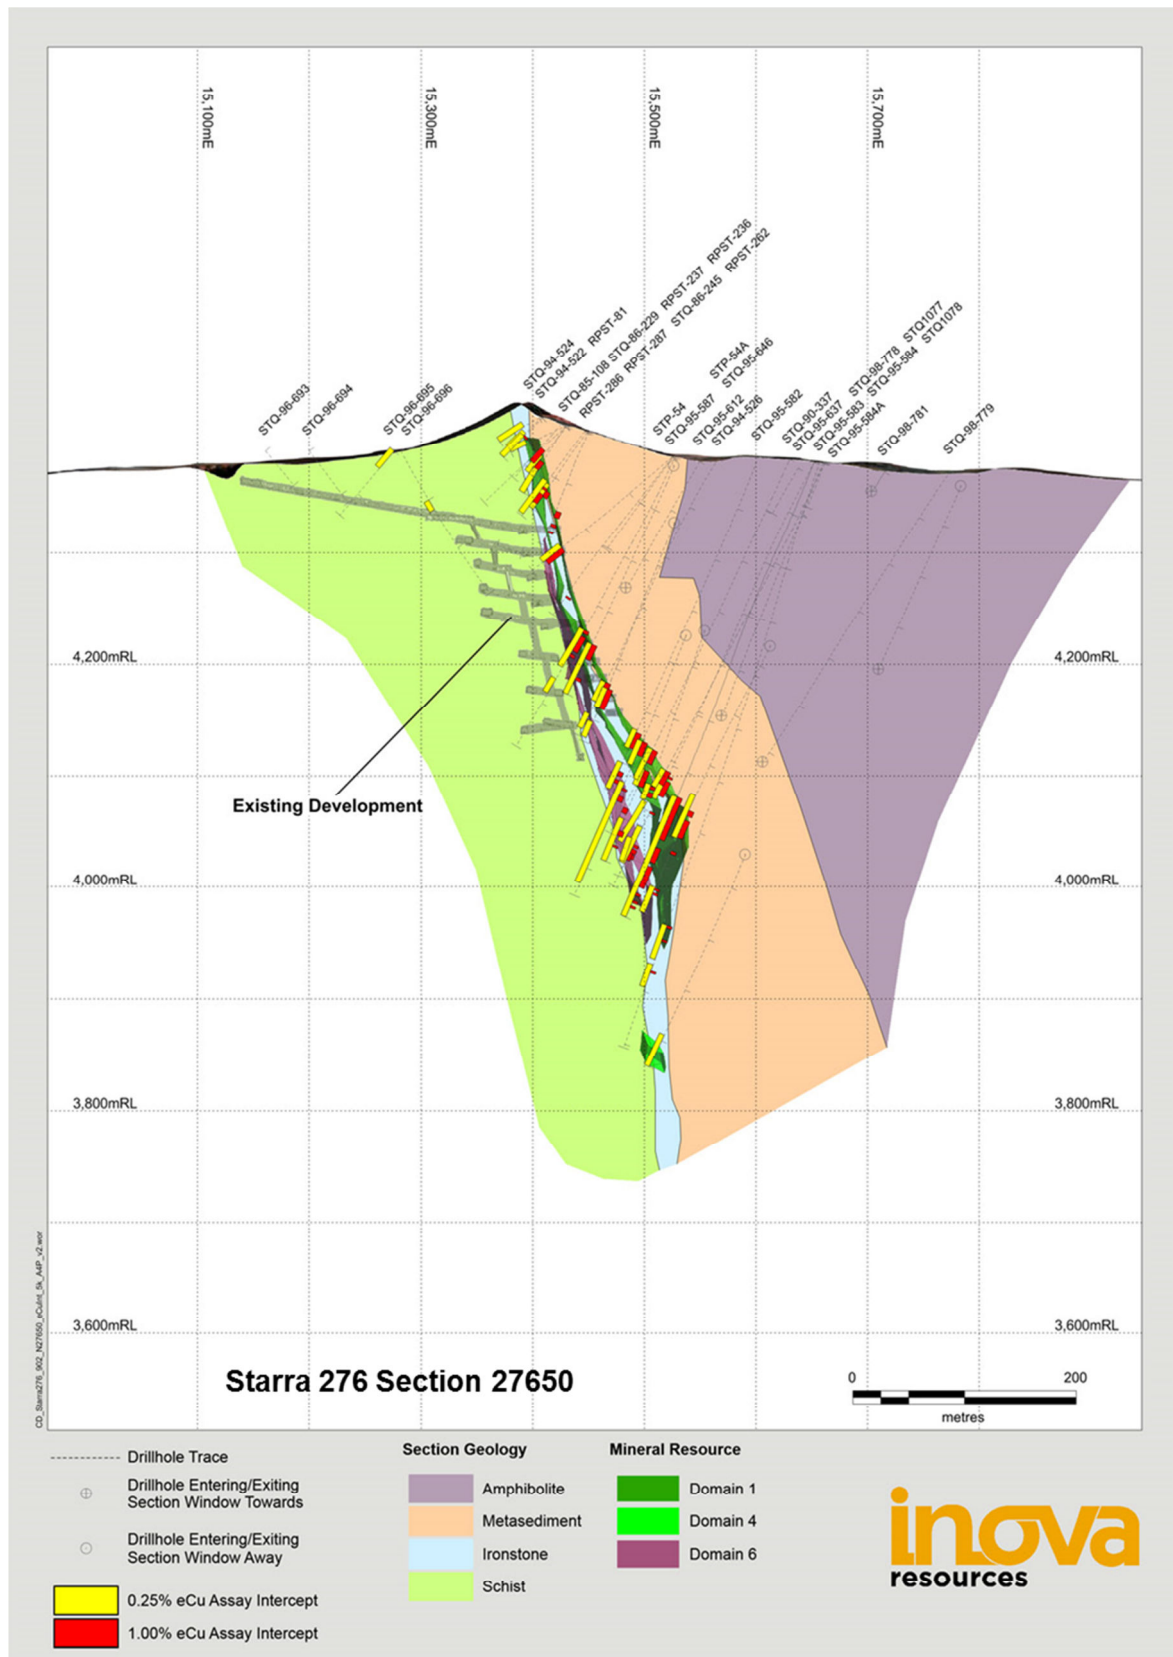 15,100mE
15,300mE
15,500mE
15,700mE
STQ-96-693
STQ-96-694
STQ-96-695
STQ-96-696
STQ-94-524
STQ-94-522 RPST-81
STQ-85-108 STQ-86-229 RPST-237 RPST-236
RPST-286 RPST-287 STQ-86-245 RPST-262
STP-54 STP-54A
STQ-95-587 STQ-95-646
STQ-95-612
STQ-94-526
STQ-95-582
STQ-90-337
STQ-95-637 STQ-98-778 STQ1077
STQ-95-583 STQ-95-584 STQ1078
STQ-95-584A
STQ-98-781
STQ-98-779
4,200mRL
4,200mRL
Existing Development
4,000mRL
4,000mRL
3,800mRL
3,800mRL
3,600mRL
3,600mRL
CD_Starra276_902_N27650_eCuInt_5k_A4P_v2.wor
Starra 276 Section 27650
0 200
metres
Drillhole Trace
Drillhole Entering/Exiting
Section Window Towards
Drillhole Entering/Exiting
Section Window Away
0.25% eCu Assay Intercept
1.00% eCu Assay Intercept
Section Geology
Amphibolite
Metasediment
Ironstone
Schist
Mineral Resource
Domain 1
Domain 4
Domain 6
inova
resources